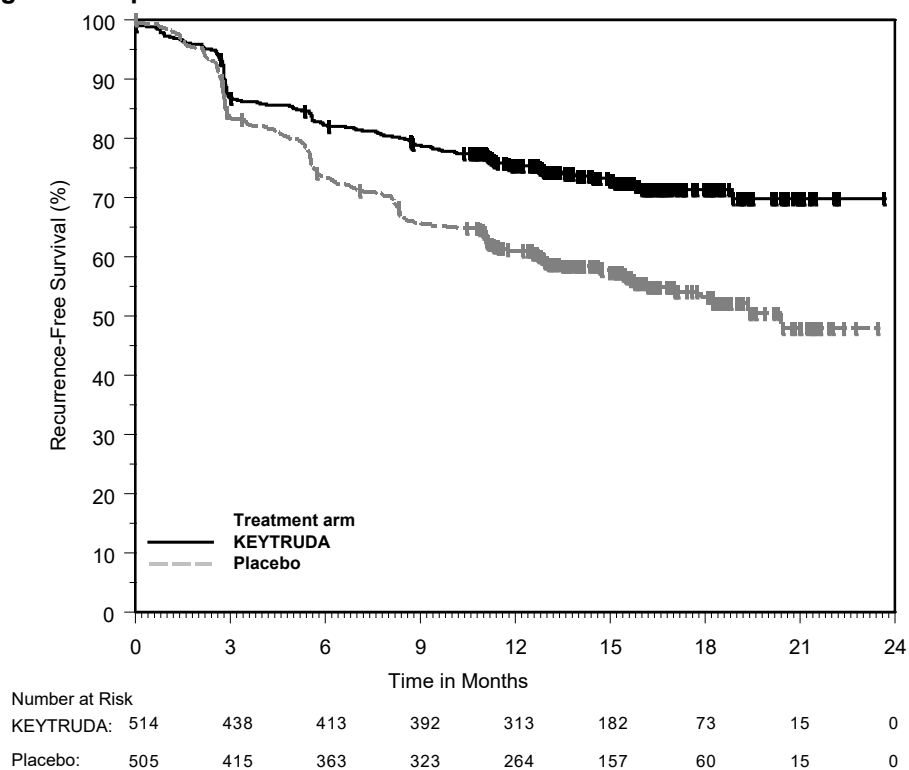 100
90
80
70
60
50
40
30
20
10
0
Recurrence-Free Survival (%)
Treatment arm
KEYTRUDA
Placebo
0 3 6 9 12 15 18 21 24
Time in Months
Number at Risk
KEYTRUDA: 514 438 413 392 313 182 73 15 0
Placebo: 505 415 363 323 264 157 60 15 0